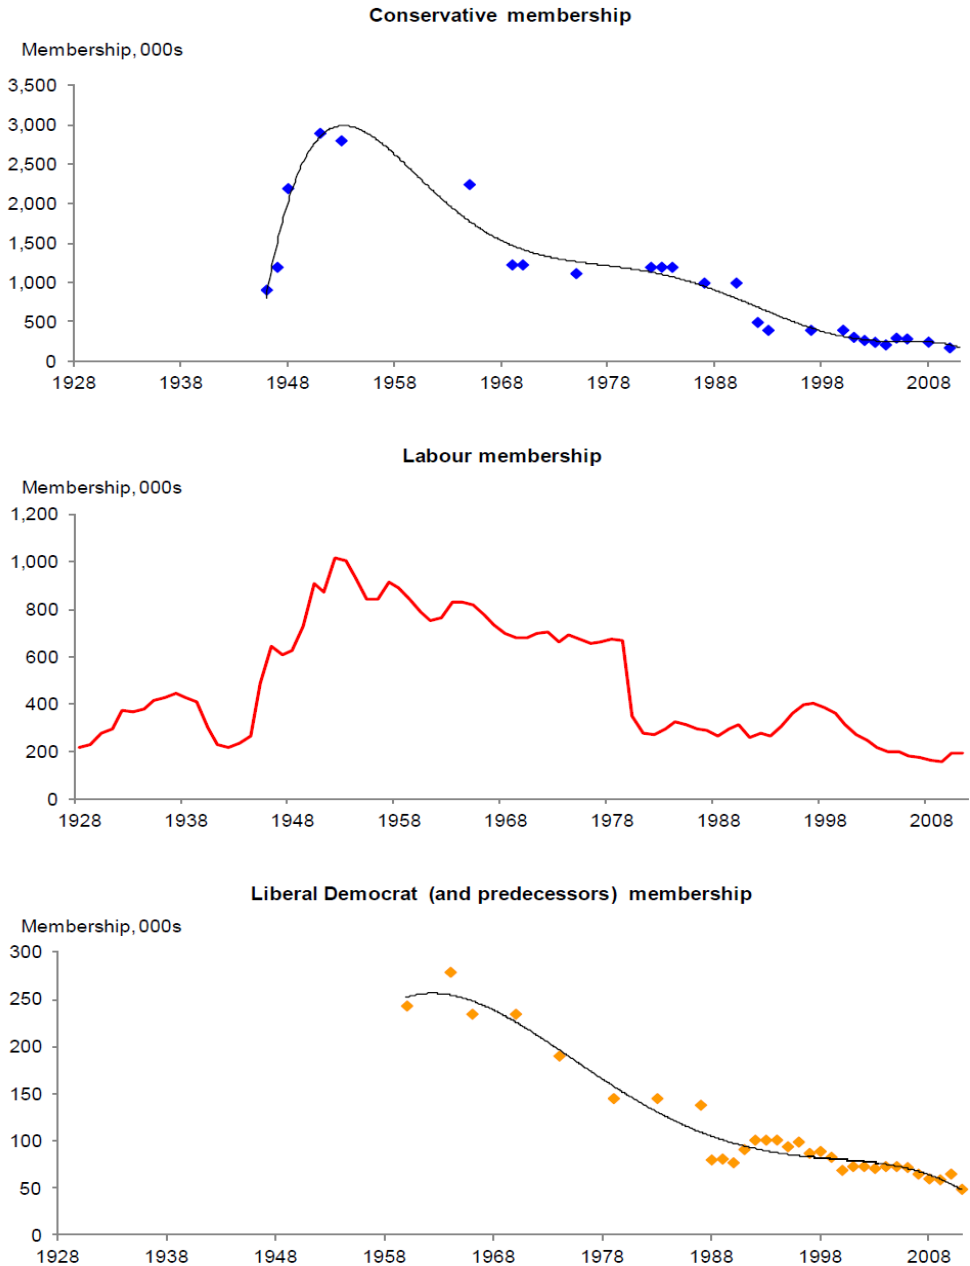 Conservative membership
Membership, 000s
3,500
3,000
2,500
2,000
1,500
1,000
500
0
1928 1938 1948 1958 1968 1978 1988 1998 2008
Labour membership
Membership, 000s
1,200
1,000
800
600
400
200
0
1928 1938 1948 1958 1968 1978 1988 1998 2008
Liberal Democrat (and predecessors) membership
Membership, 000s
300
250
200
150
100
50
0
1928 1938 1948 1958 1968 1978 1988 1998 2008